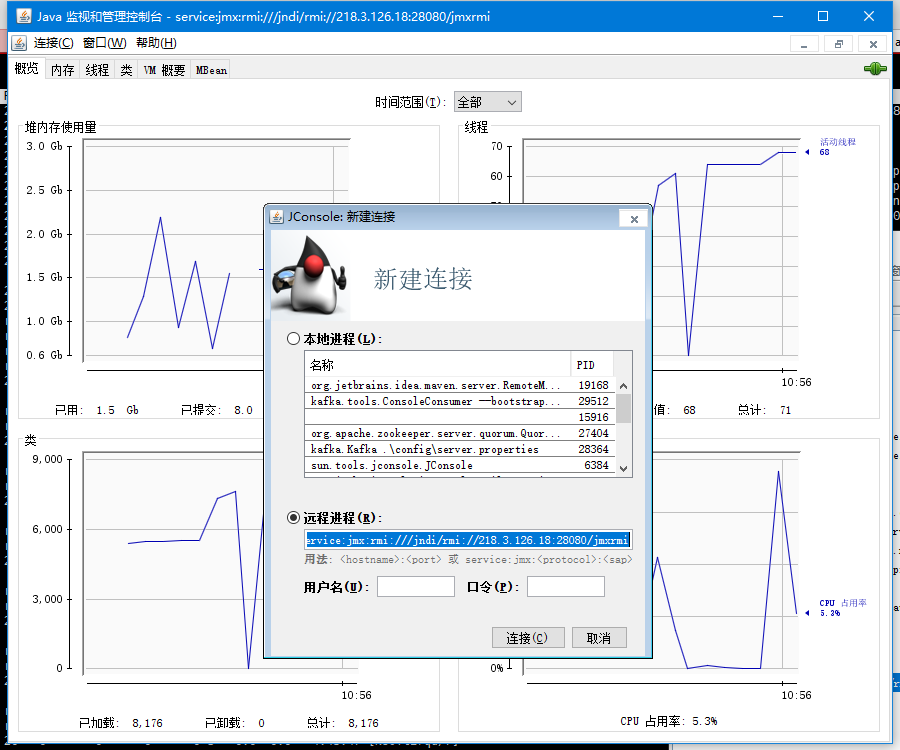 Java 监视和管理控制台 - service:jmx:rmi:///jndi/rmi://218.3.126.18:28080/jmxrmi
连接(C) 窗口(W) 帮助(H)
概览 内存 线程 类 VM 概要 MBean
时间范围(T): 全部
堆内存使用量
3.0 Gb
2.5 Gb
2.0 Gb
1.5 Gb
1.0 Gb
0.6 Gb
已用: 1.5 Gb 已提交: 8.0
线程
70
60
活动线程
68
10:56
值: 68 总计: 71
JConsole: 新建连接
新建连接
本地进程(L):
名称 PID
org.jetbrains.idea.maven.server.RemoteM... 19168
kafka.tools.ConsoleConsumer --bootstrap... 29512
15916
org.apache.zookeeper.server.quorum.Quor... 27404
kafka.Kafka .\config\server.properties 28364
sun.tools.jconsole.JConsole 6384
远程进程(R):
ervice:jmx:rmi:///jndi/rmi://218.3.126.18:28080/jmxrmi
用法: <hostname>:<port> 或 service:jmx:<protocol>:<sap>
用户名(U): 口令(P):
连接(C) 取消
类
9,000
6,000
3,000
0
10:56
已加载: 8,176 已卸载: 0 总计: 8,176
CPU 占用率
5.3%
0%
10:56
CPU 占用率: 5.3%